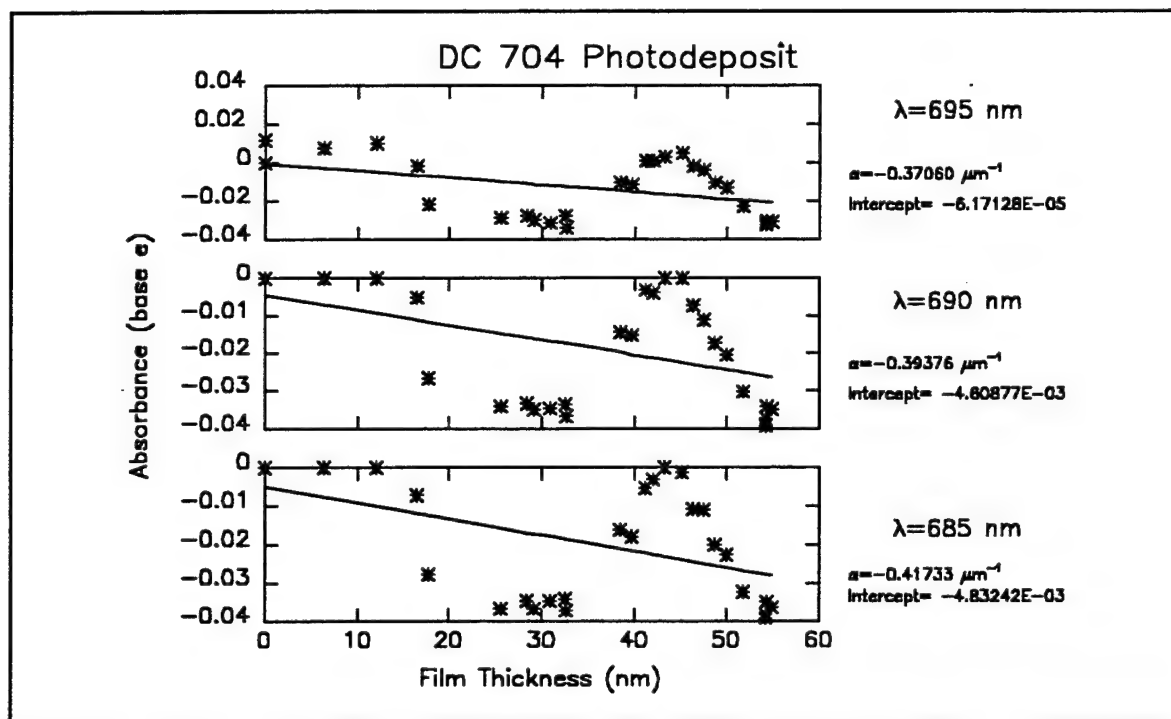 DC 704 Photodeposit
0.04
0.02
0
−0.02
−0.04
λ=695 nm
α=−0.37060 μm⁻¹
Intercept= −6.17128E−05
0
−0.01
−0.02
−0.03
−0.04
λ=690 nm
α=−0.39376 μm⁻¹
Intercept= −4.60877E−03
0
−0.01
−0.02
−0.03
−0.04
λ=685 nm
α=−0.41733 μm⁻¹
Intercept= −4.83242E−03
0 10 20 30 40 50 60
Film Thickness (nm)
Absorbance (base e)